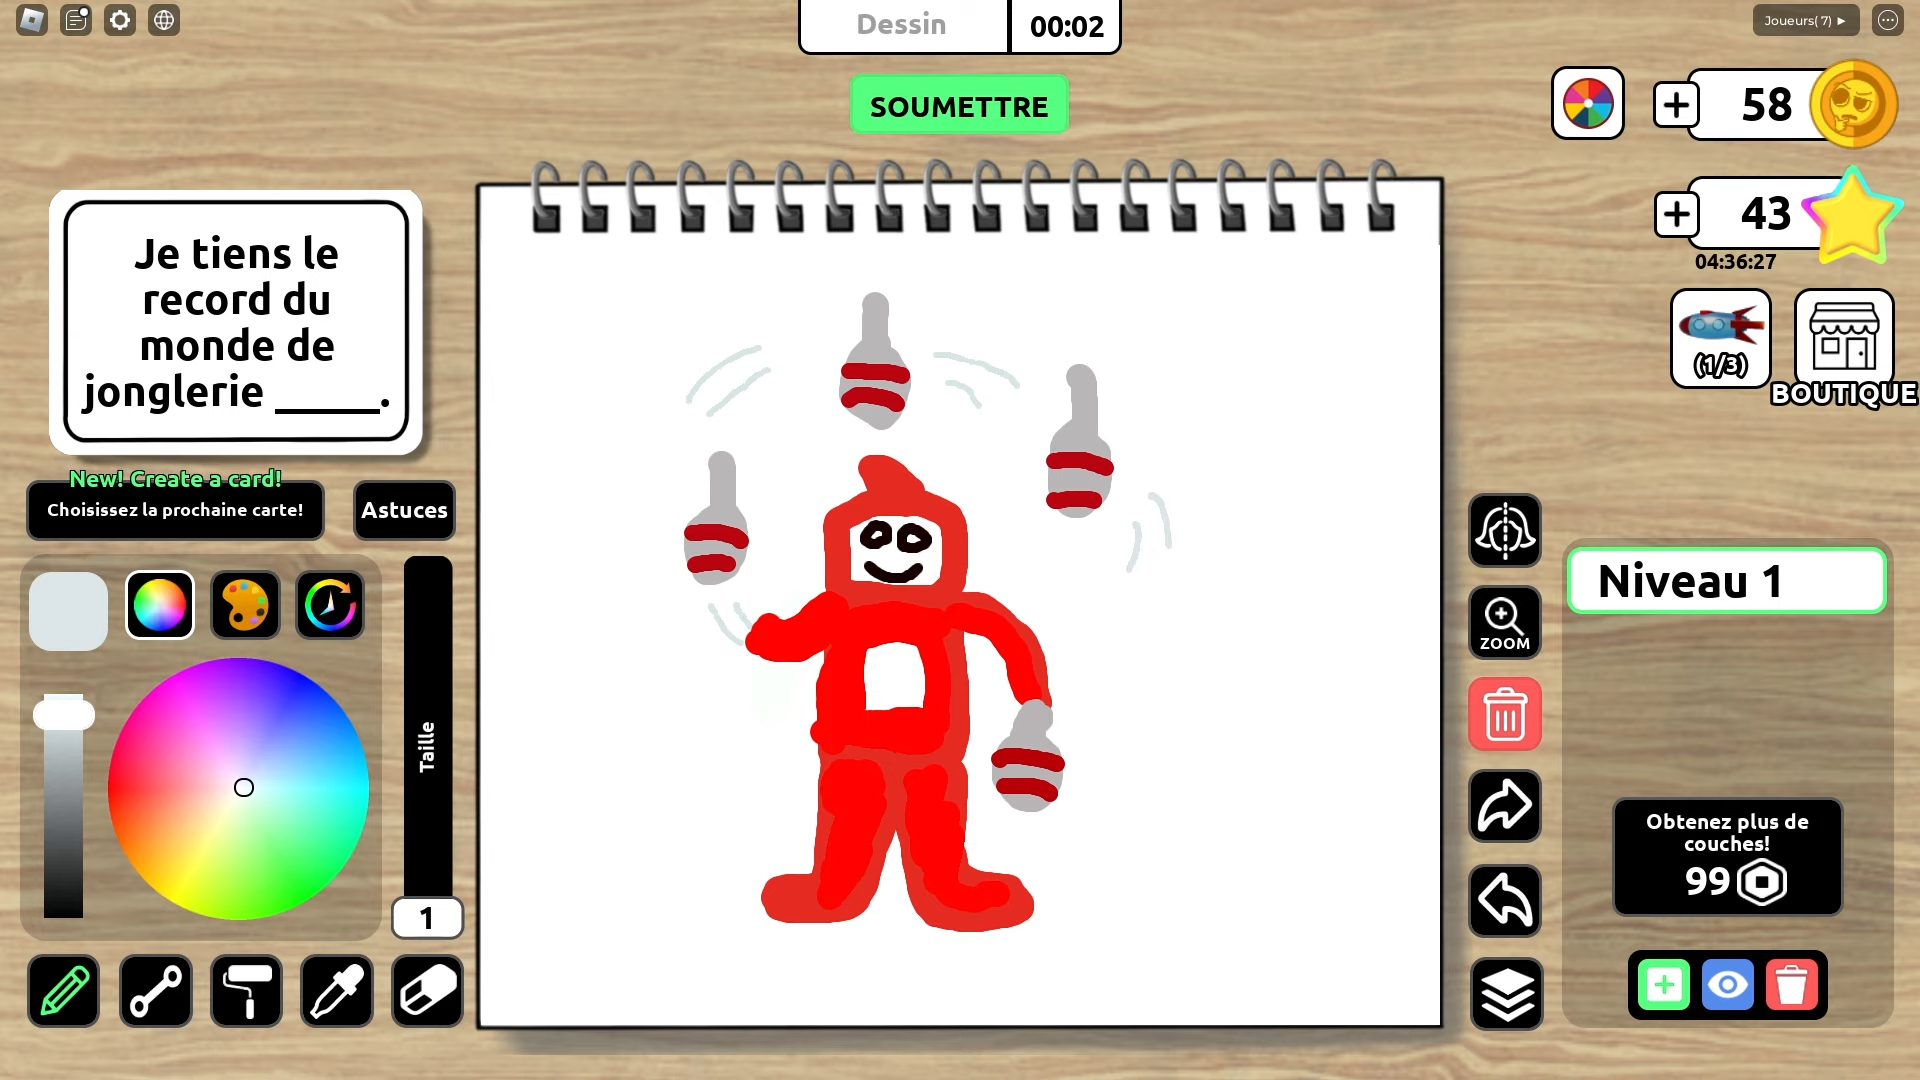 Dessin
00:02
Joueurs( 7) ►
SOUMETTRE
58
43
04:36:27
(1/3)
BOUTIQUE
Je tiens le
record du
monde de
jonglerie _____.
New! Create a card!
Choisissez la prochaine carte!
Astuces
Taille
1
ZOOM
Niveau 1
Obtenez plus de
couches!
99